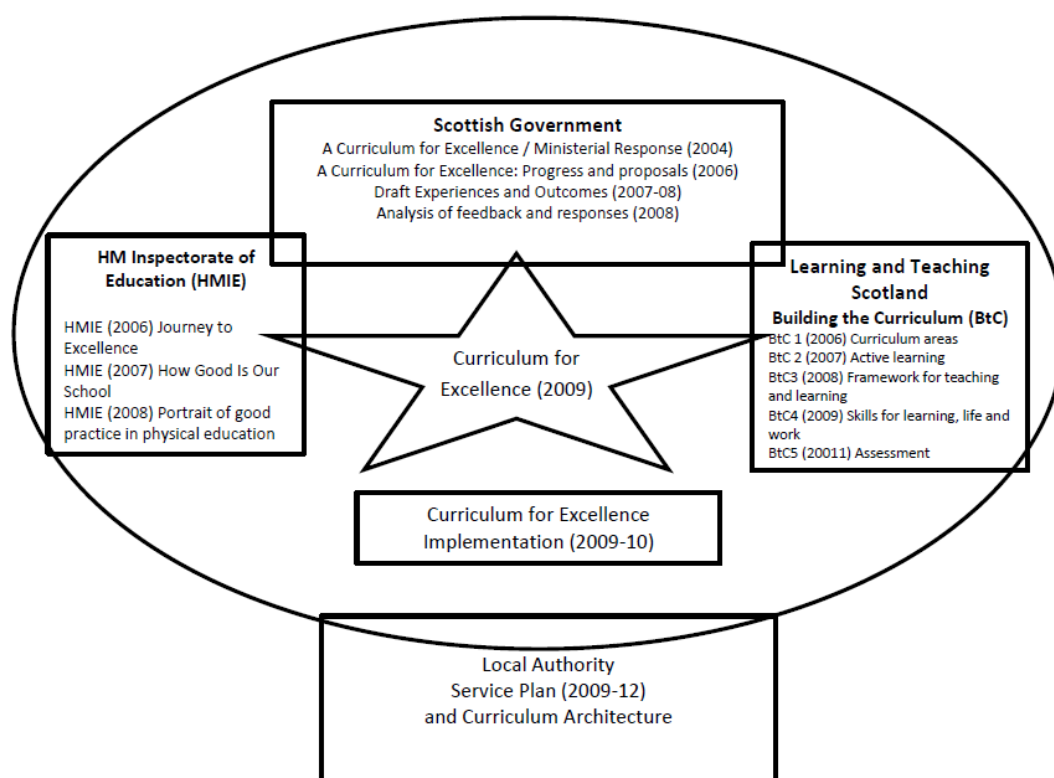 Scottish Government
A Curriculum for Excellence / Ministerial Response (2004)
A Curriculum for Excellence: Progress and proposals (2006)
Draft Experiences and Outcomes (2007-08)
Analysis of feedback and responses (2008)
HM Inspectorate of
Education (HMIE)
HMIE (2006) Journey to
Excellence
HMIE (2007) How Good Is Our
School
HMIE (2008) Portrait of good
practice in physical education
Learning and Teaching
Scotland
Building the Curriculum (BtC)
BtC 1 (2006) Curriculum areas
BtC 2 (2007) Active learning
BtC3 (2008) Framework for teaching
and learning
BtC4 (2009) Skills for learning, life and
work
BtC5 (20011) Assessment
Curriculum for
Excellence (2009)
Curriculum for Excellence
Implementation (2009-10)
Local Authority
Service Plan (2009-12)
and Curriculum Architecture